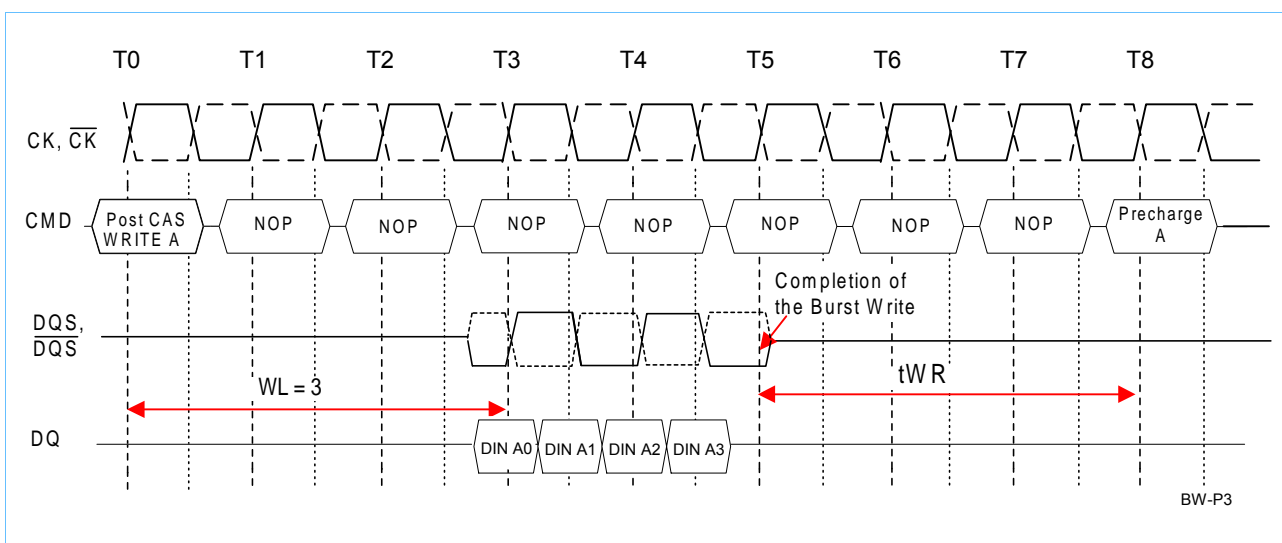 T0 T1 T2 T3 T4 T5 T6 T7 T8
CK, CK
CMD
Post CAS
WRITE A
NOP
NOP
NOP
NOP
NOP
NOP
NOP
Precharge
A
Completion of
the Burst Write
DQS,
DQS
WL = 3
tWR
DQ
DIN A0
DIN A1
DIN A2
DIN A3
BW-P3